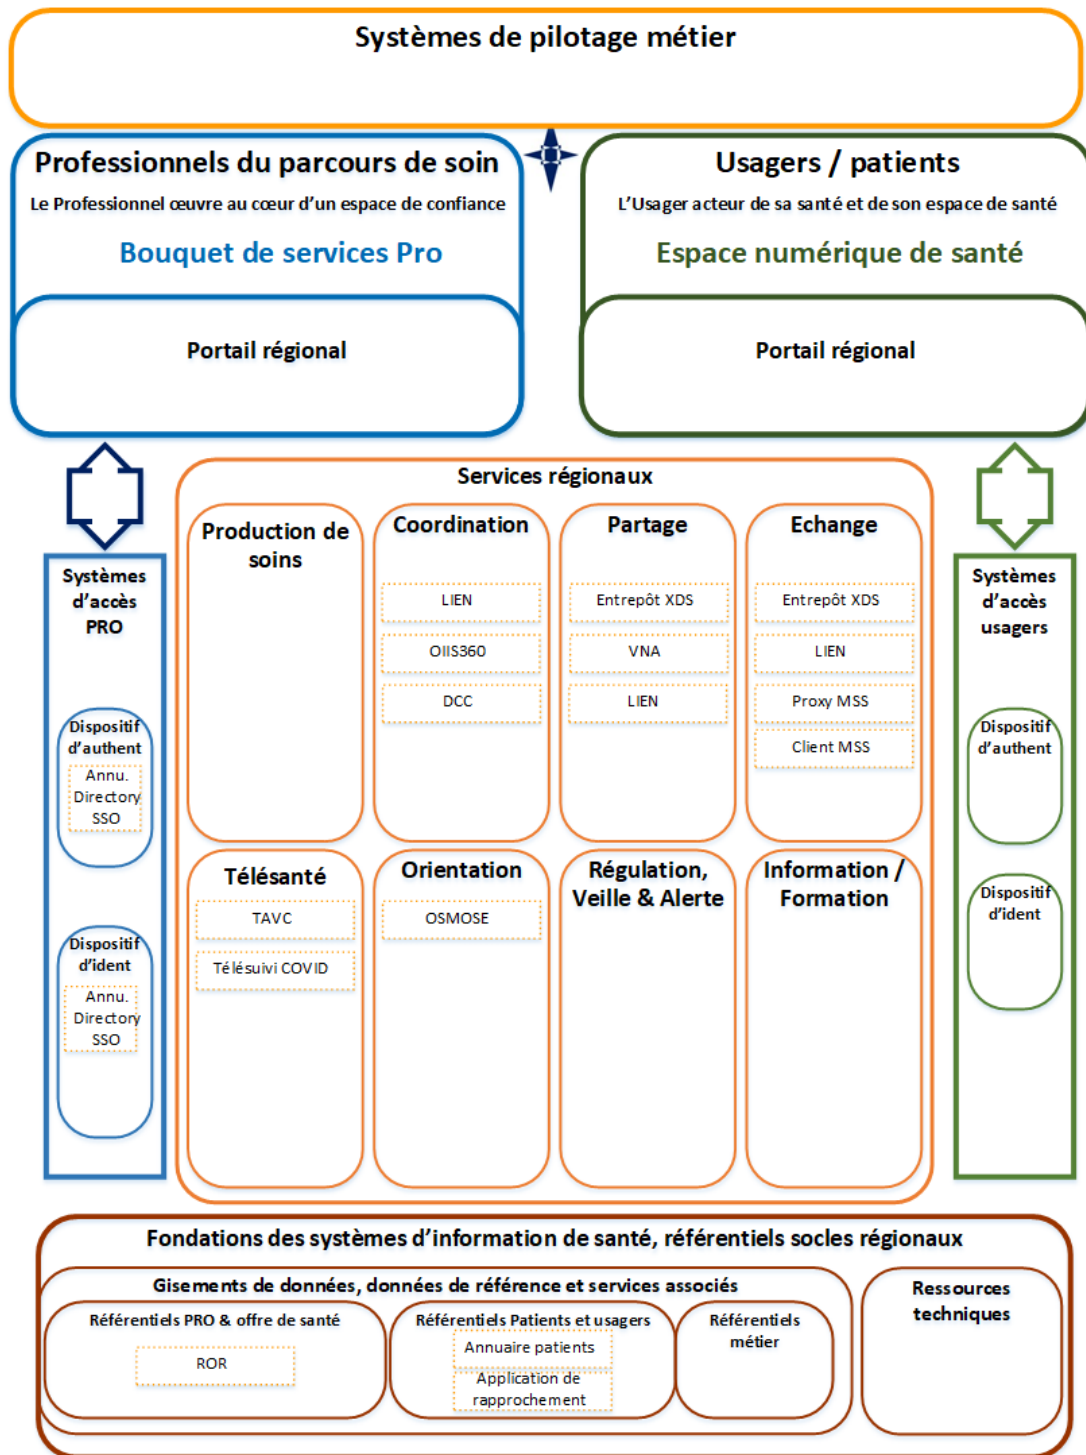 Systèmes de pilotage métier
Professionnels du parcours de soin
Le Professionnel œuvre au cœur d’un espace de confiance
Bouquet de services Pro
Portail régional
Usagers / patients
L’Usager acteur de sa santé et de son espace de santé
Espace numérique de santé
Portail régional
Systèmes
d’accès
PRO
Dispositif
d’authent
Annu.
Directory
SSO
Dispositif
d’ident
Annu.
Directory
SSO
Services régionaux
Production de
soins
Coordination
LIEN
OIIS360
DCC
Partage
Entrepôt XDS
VNA
LIEN
Echange
Entrepôt XDS
LIEN
Proxy MSS
Client MSS
Télésanté
TAVC
Télésuivi COVID
Orientation
OSMOSE
Régulation,
Veille & Alerte
Information /
Formation
Systèmes
d’accès
usagers
Dispositif
d’authent
Dispositif
d’ident
Fondations des systèmes d’information de santé, référentiels socles régionaux
Gisements de données, données de référence et services associés
Référentiels PRO & offre de santé
ROR
Référentiels Patients et usagers
Annuaire patients
Application de
rapprochement
Référentiels
métier
Ressources
techniques